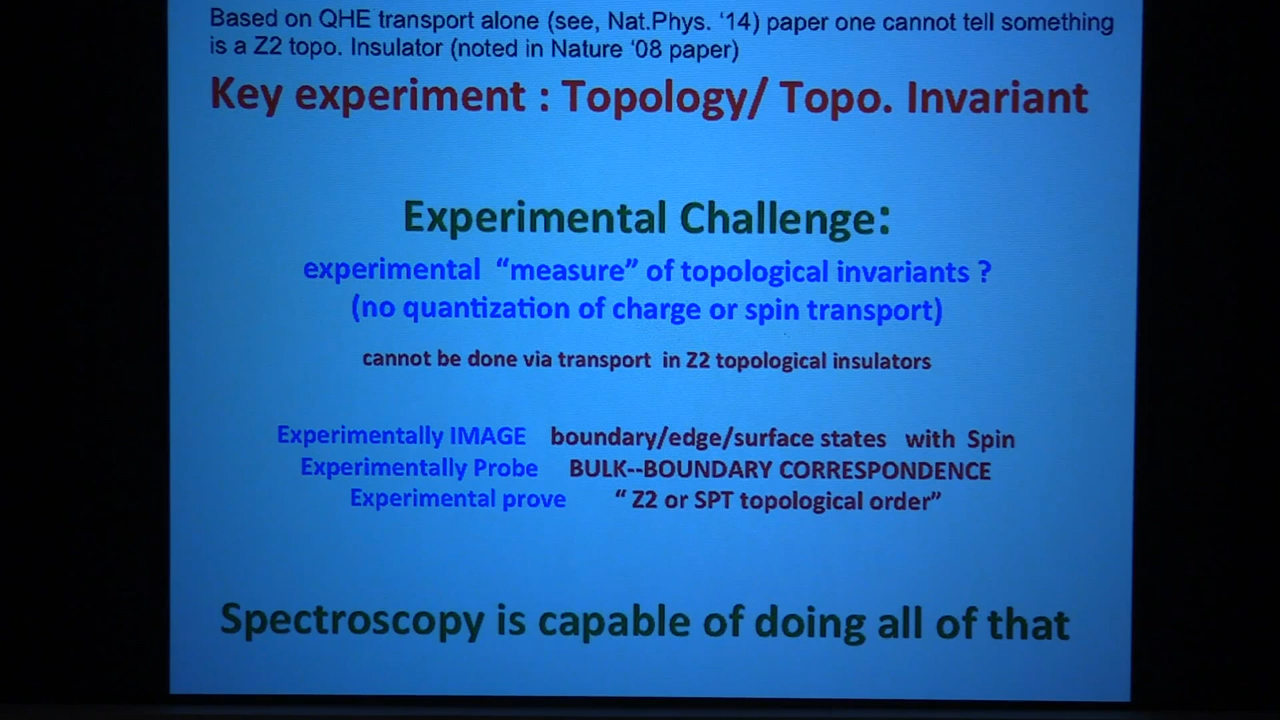 Based on QHE transport alone (see, Nat.Phys. ‘14) paper one cannot tell something
is a Z2 topo. Insulator (noted in Nature ‘08 paper)
Key experiment : Topology/ Topo. Invariant
Experimental Challenge:
experimental “measure” of topological invariants ?
(no quantization of charge or spin transport)
cannot be done via transport in Z2 topological insulators
Experimentally IMAGE boundary/edge/surface states with Spin
Experimentally Probe BULK--BOUNDARY CORRESPONDENCE
Experimental prove “ Z2 or SPT topological order”
Spectroscopy is capable of doing all of that